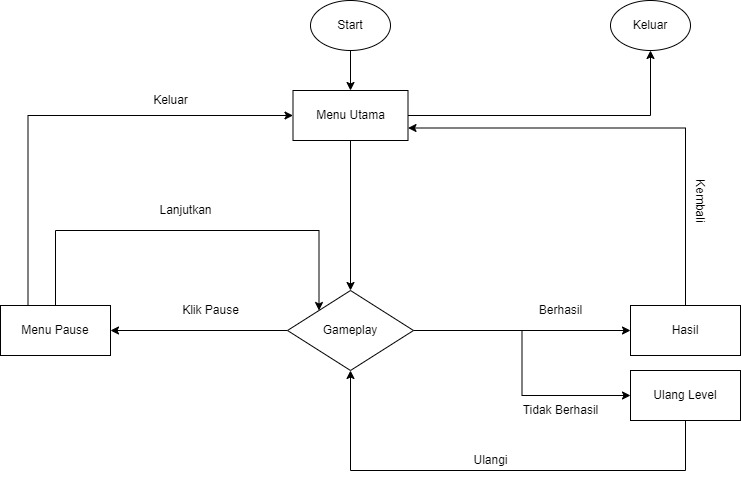 Start
Keluar
Keluar
Menu Utama
Kembali
Lanjutkan
Klik Pause
Berhasil
Menu Pause
Gameplay
Hasil
Ulang Level
Tidak Berhasil
Ulangi